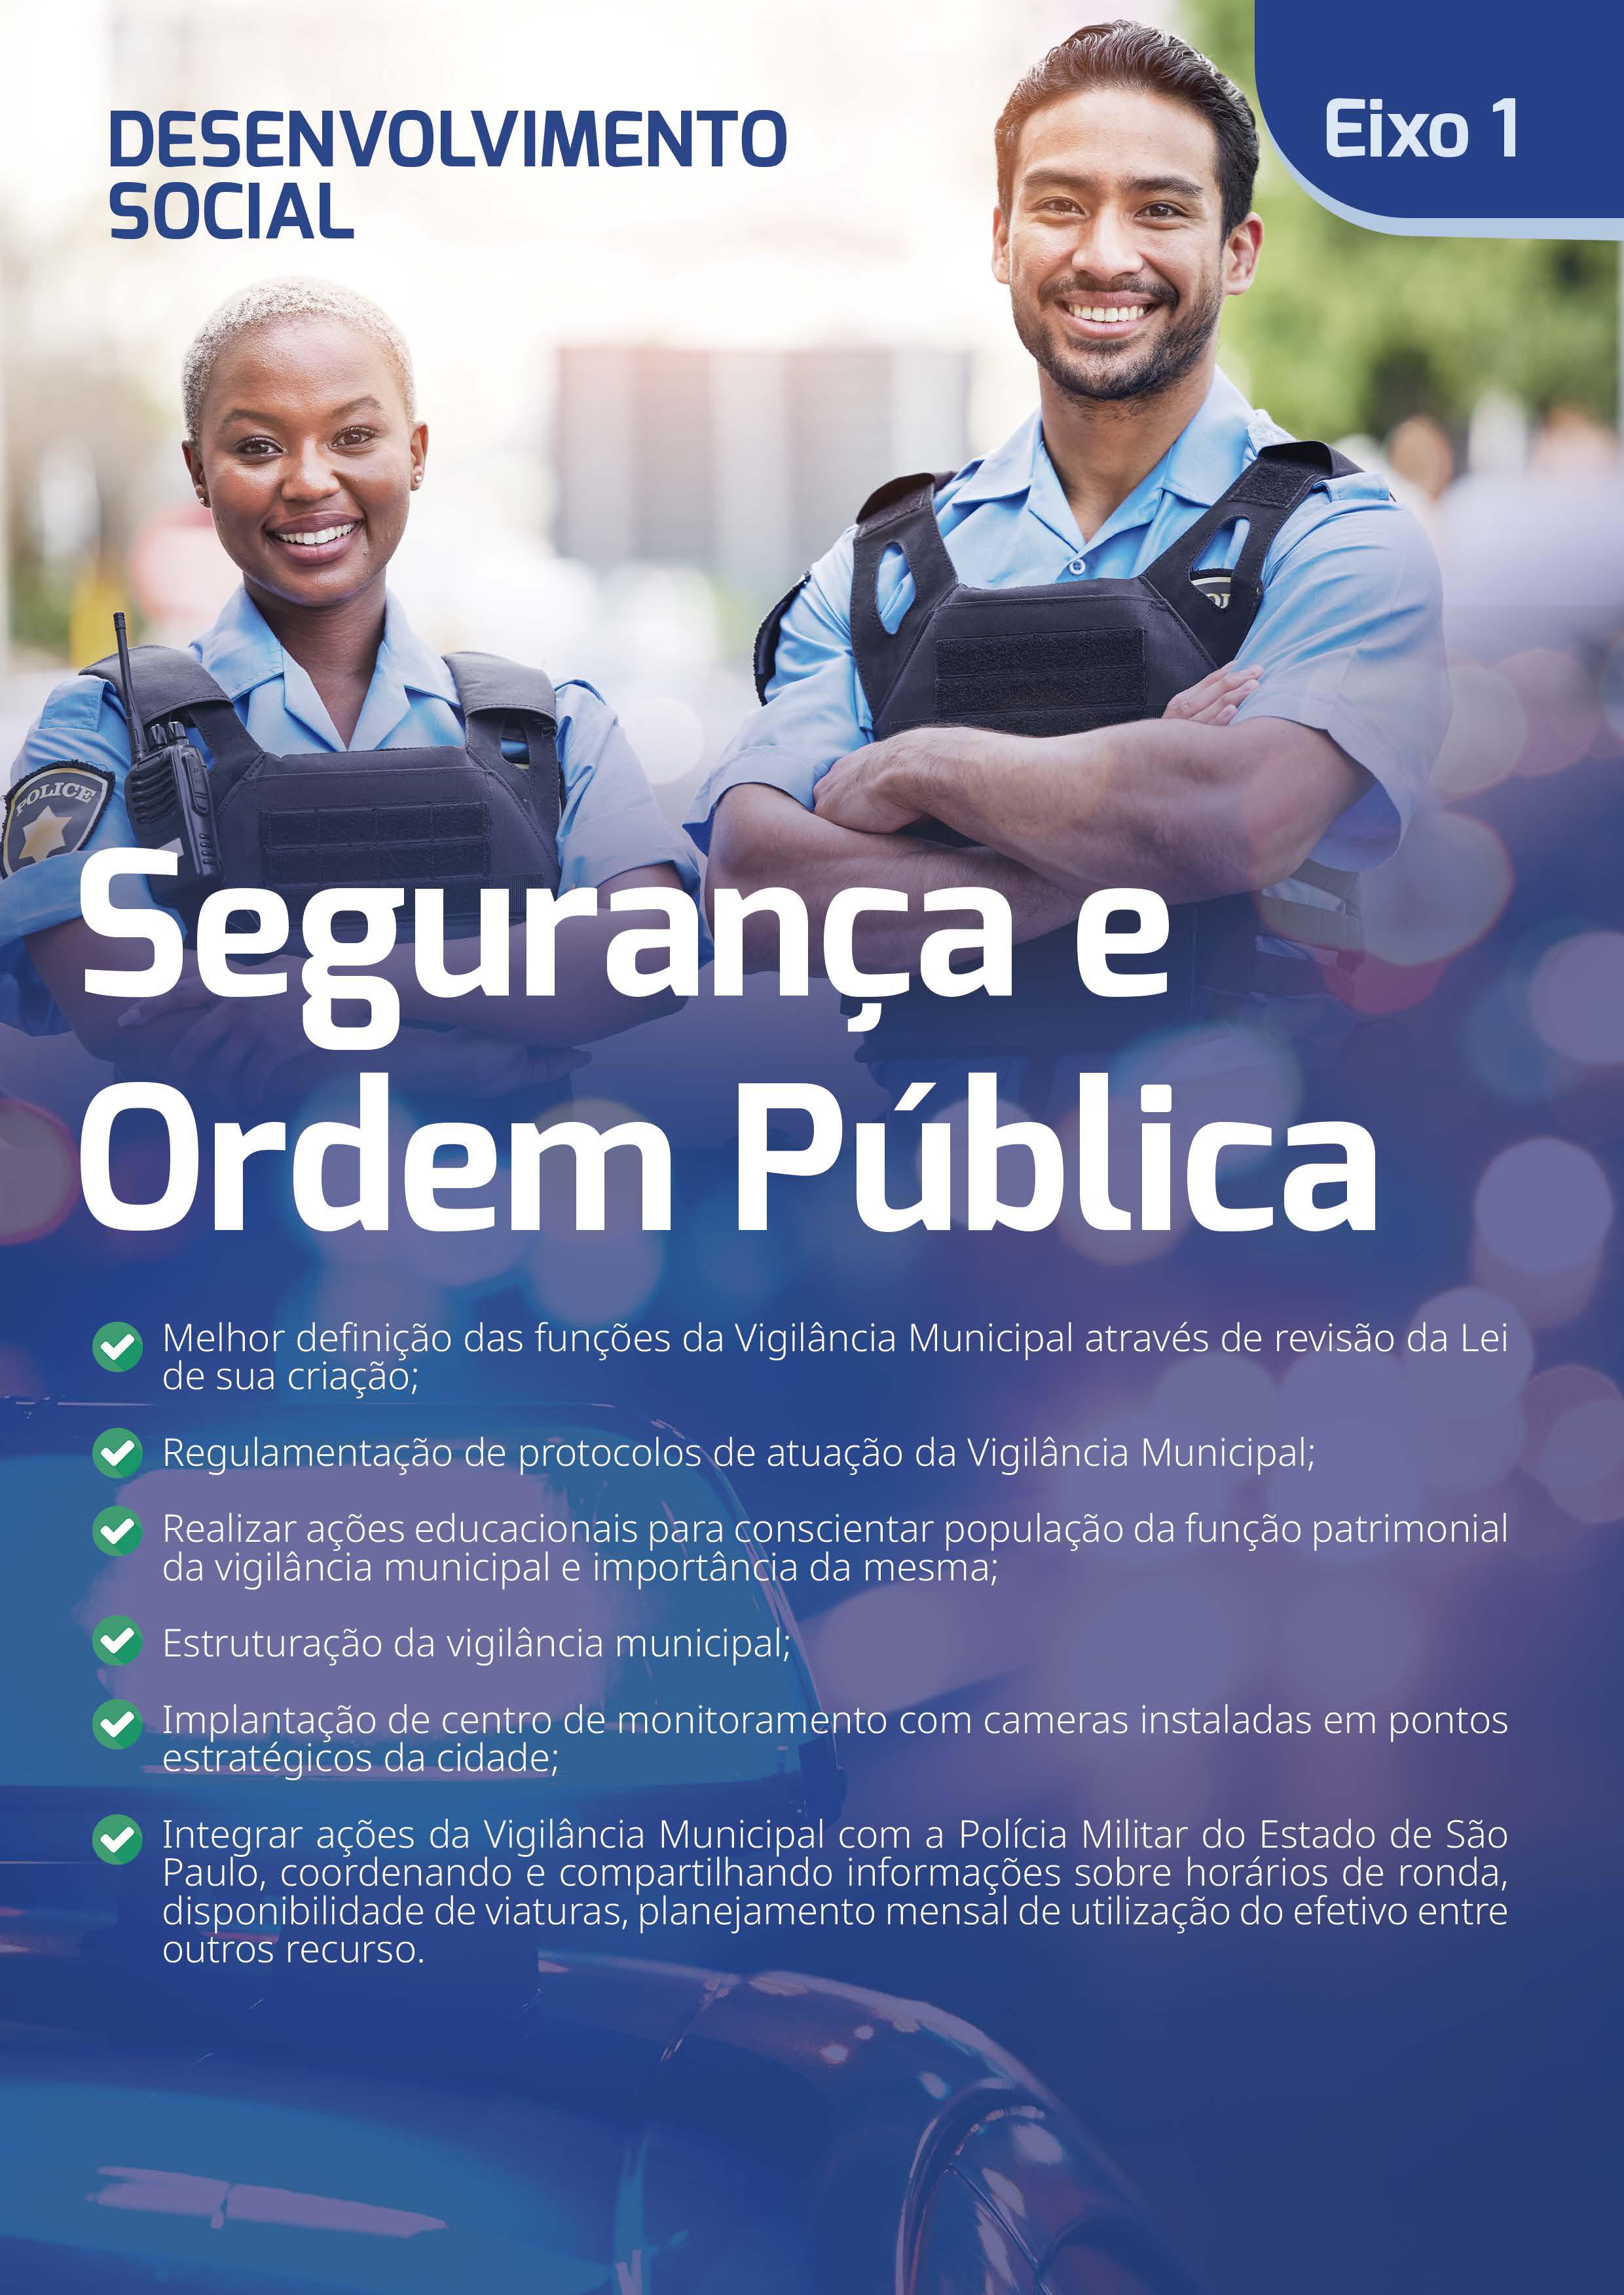 DESENVOLVIMENTO
SOCIAL
Eixo 1
POLICE
Segurança e
Ordem Pública
Melhor definição das funções da Vigilância Municipal através de revisão da Lei
de sua criação;
Regulamentação de protocolos de atuação da Vigilância Municipal;
Realizar ações educacionais para conscientar população da função patrimonial
da vigilância municipal e importância da mesma;
Estruturação da vigilância municipal;
Implantação de centro de monitoramento com cameras instaladas em pontos
estratégicos da cidade;
Integrar ações da Vigilância Municipal com a Polícia Militar do Estado de São
Paulo, coordenando e compartilhando informações sobre horários de ronda,
disponibilidade de viaturas, planejamento mensal de utilização do efetivo entre
outros recurso.